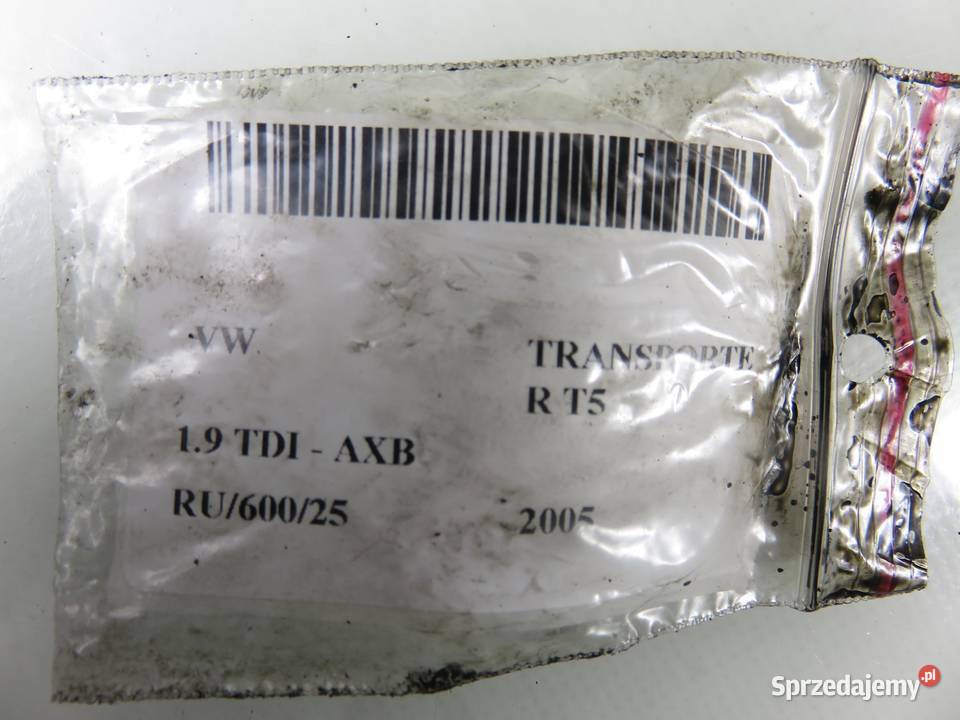 VW
TRANSPORTE
R T5
1.9 TDI - AXB
RU/600/25
2005
Sprzedajemy.pl